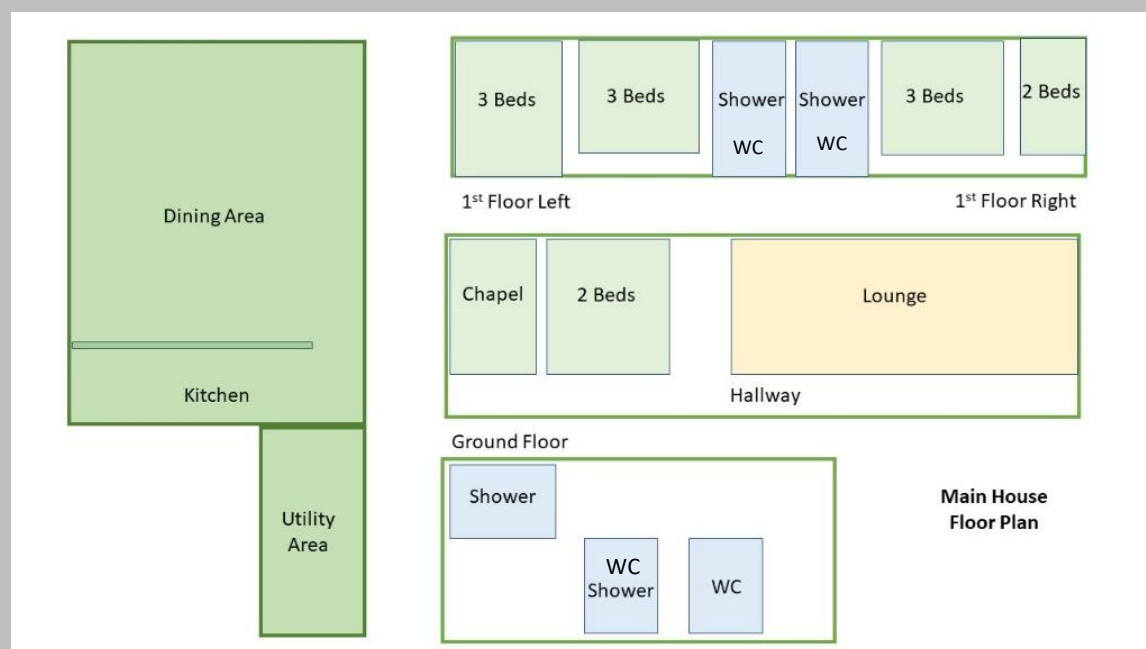 Dining Area
Kitchen
Utility
Area
3 Beds
3 Beds
Shower
WC
Shower
WC
3 Beds
2 Beds
1st Floor Left
1st Floor Right
Chapel
2 Beds
Lounge
Hallway
Ground Floor
Shower
WC
Shower
WC
Main House
Floor Plan